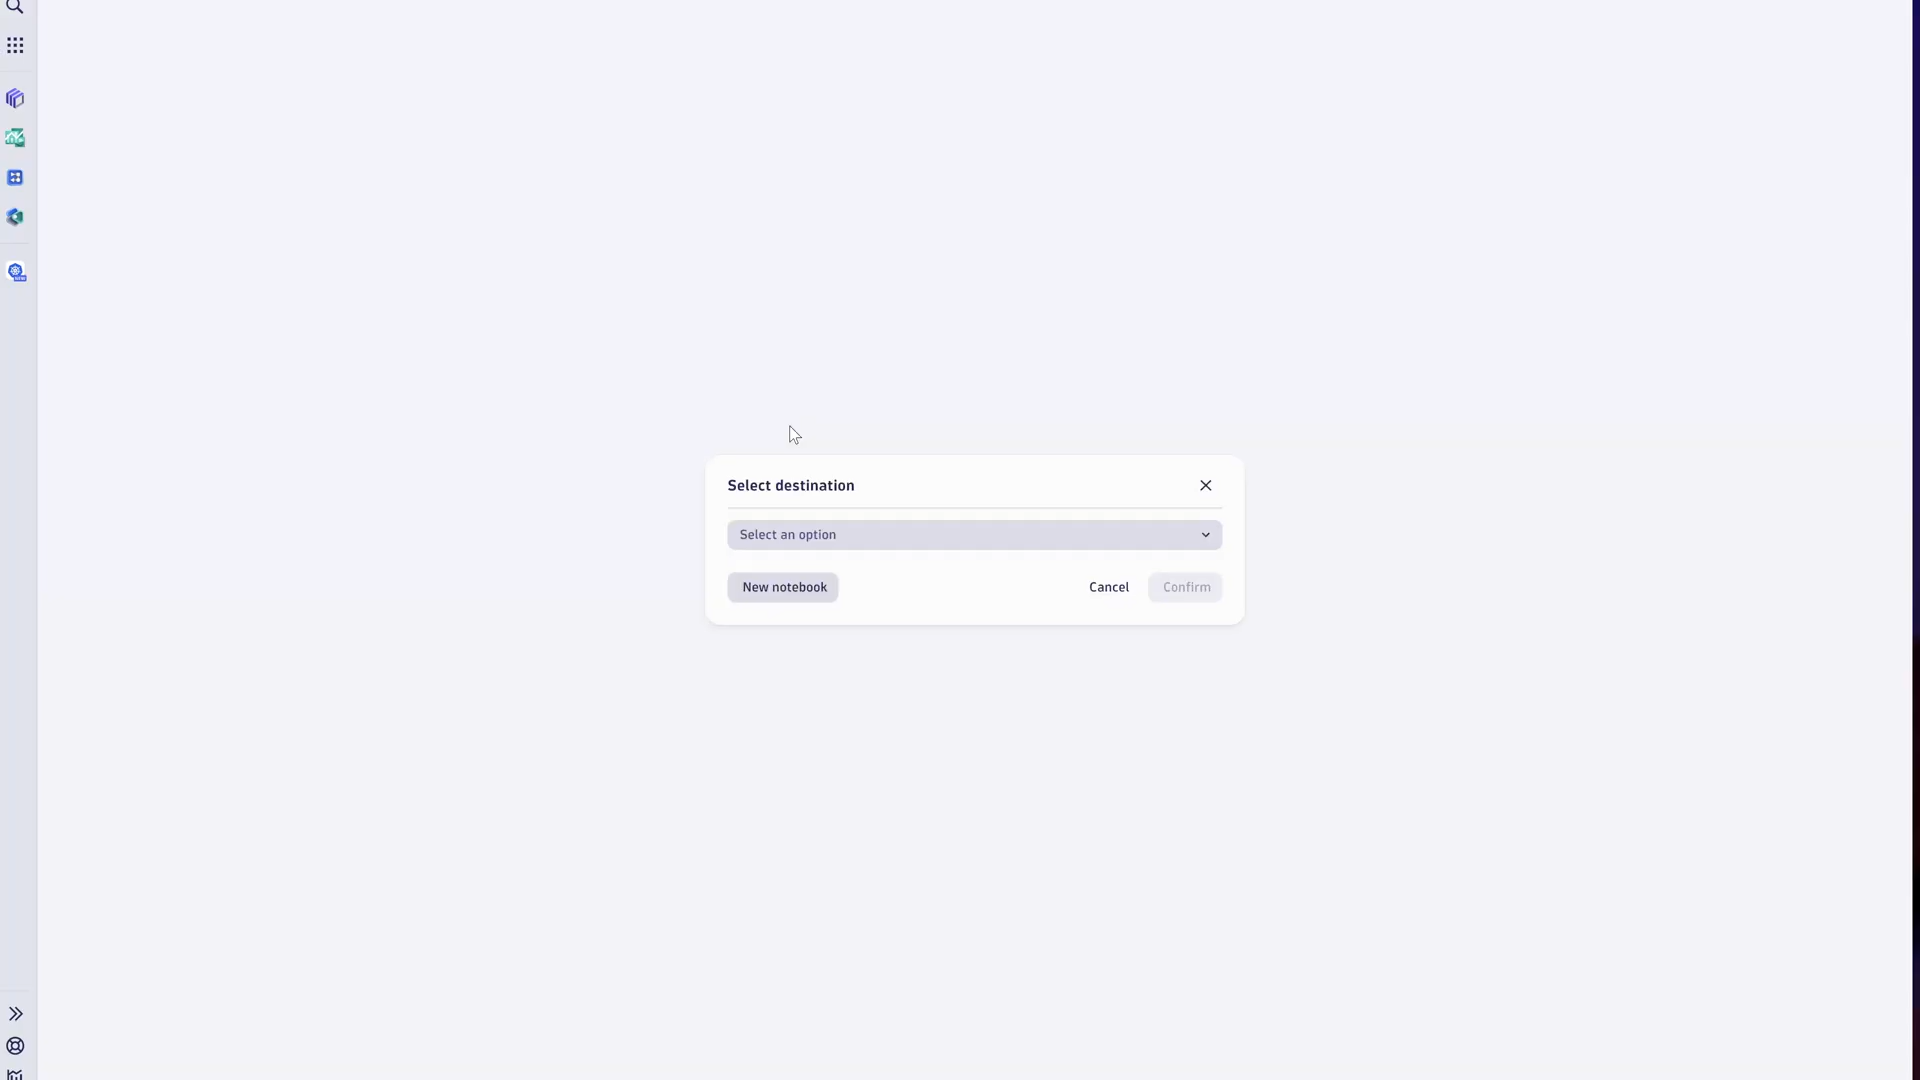 Select destination
Select an option
New notebook
Cancel
Confirm